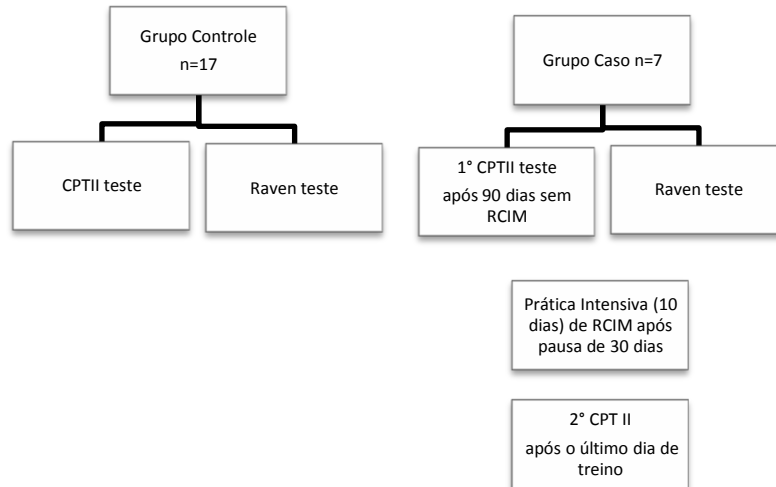 Grupo Controle
n=17
CPTII teste
Raven teste
Grupo Caso n=7
1° CPTII teste
após 90 dias sem
RCIM
Raven teste
Prática Intensiva (10
dias) de RCIM após
pausa de 30 dias
2° CPT II
após o último dia de
treino